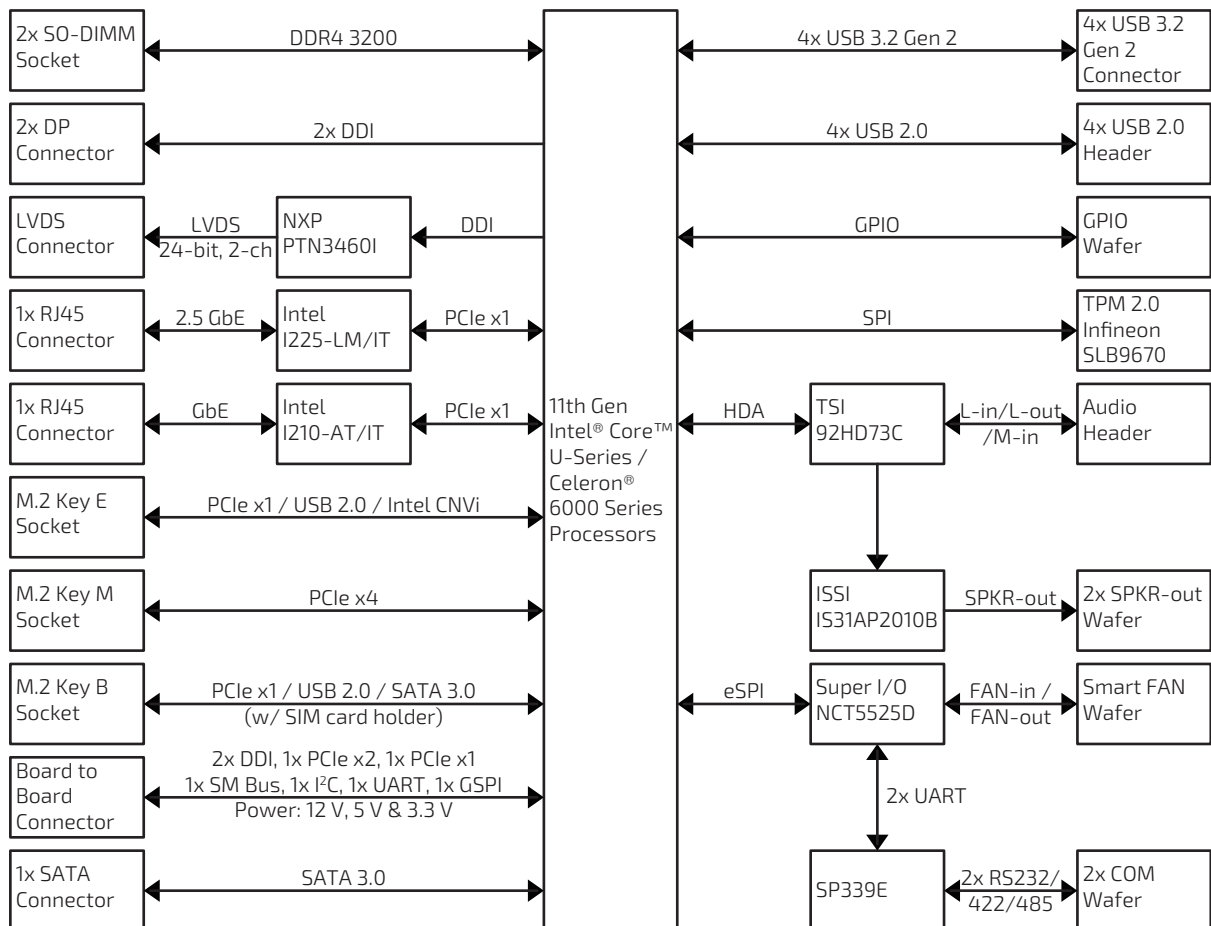 2x SO-DIMM
Socket
DDR4 3200
4x USB 3.2 Gen 2
4x USB 3.2
Gen 2
Connector
2x DP
Connector
2x DDI
4x USB 2.0
4x USB 2.0
Header
LVDS
Connector
LVDS
24-bit, 2-ch
NXP
PTN3460I
DDI
GPIO
GPIO
Wafer
1x RJ45
Connector
2.5 GbE
Intel
I225-LM/IT
PCIe x1
SPI
TPM 2.0
Infineon
SLB9670
1x RJ45
Connector
GbE
Intel
I210-AT/IT
PCIe x1
11th Gen
Intel® Core™
U-Series /
Celeron®
6000 Series
Processors
HDA
TSI
92HD73C
L-in/L-out
/M-in
Audio
Header
M.2 Key E
Socket
PCIe x1 / USB 2.0 / Intel CNVi
M.2 Key M
Socket
PCIe x4
ISSI
IS31AP2010B
SPKR-out
2x SPKR-out
Wafer
M.2 Key B
Socket
PCIe x1 / USB 2.0 / SATA 3.0
(w/ SIM card holder)
eSPI
Super I/O
NCT5525D
FAN-in /
FAN-out
Smart FAN
Wafer
Board to
Board
Connector
2x DDI, 1x PCIe x2, 1x PCIe x1
1x SM Bus, 1x I²C, 1x UART, 1x GSPI
Power: 12 V, 5 V & 3.3 V
2x UART
1x SATA
Connector
SATA 3.0
SP339E
2x RS232/
422/485
2x COM
Wafer